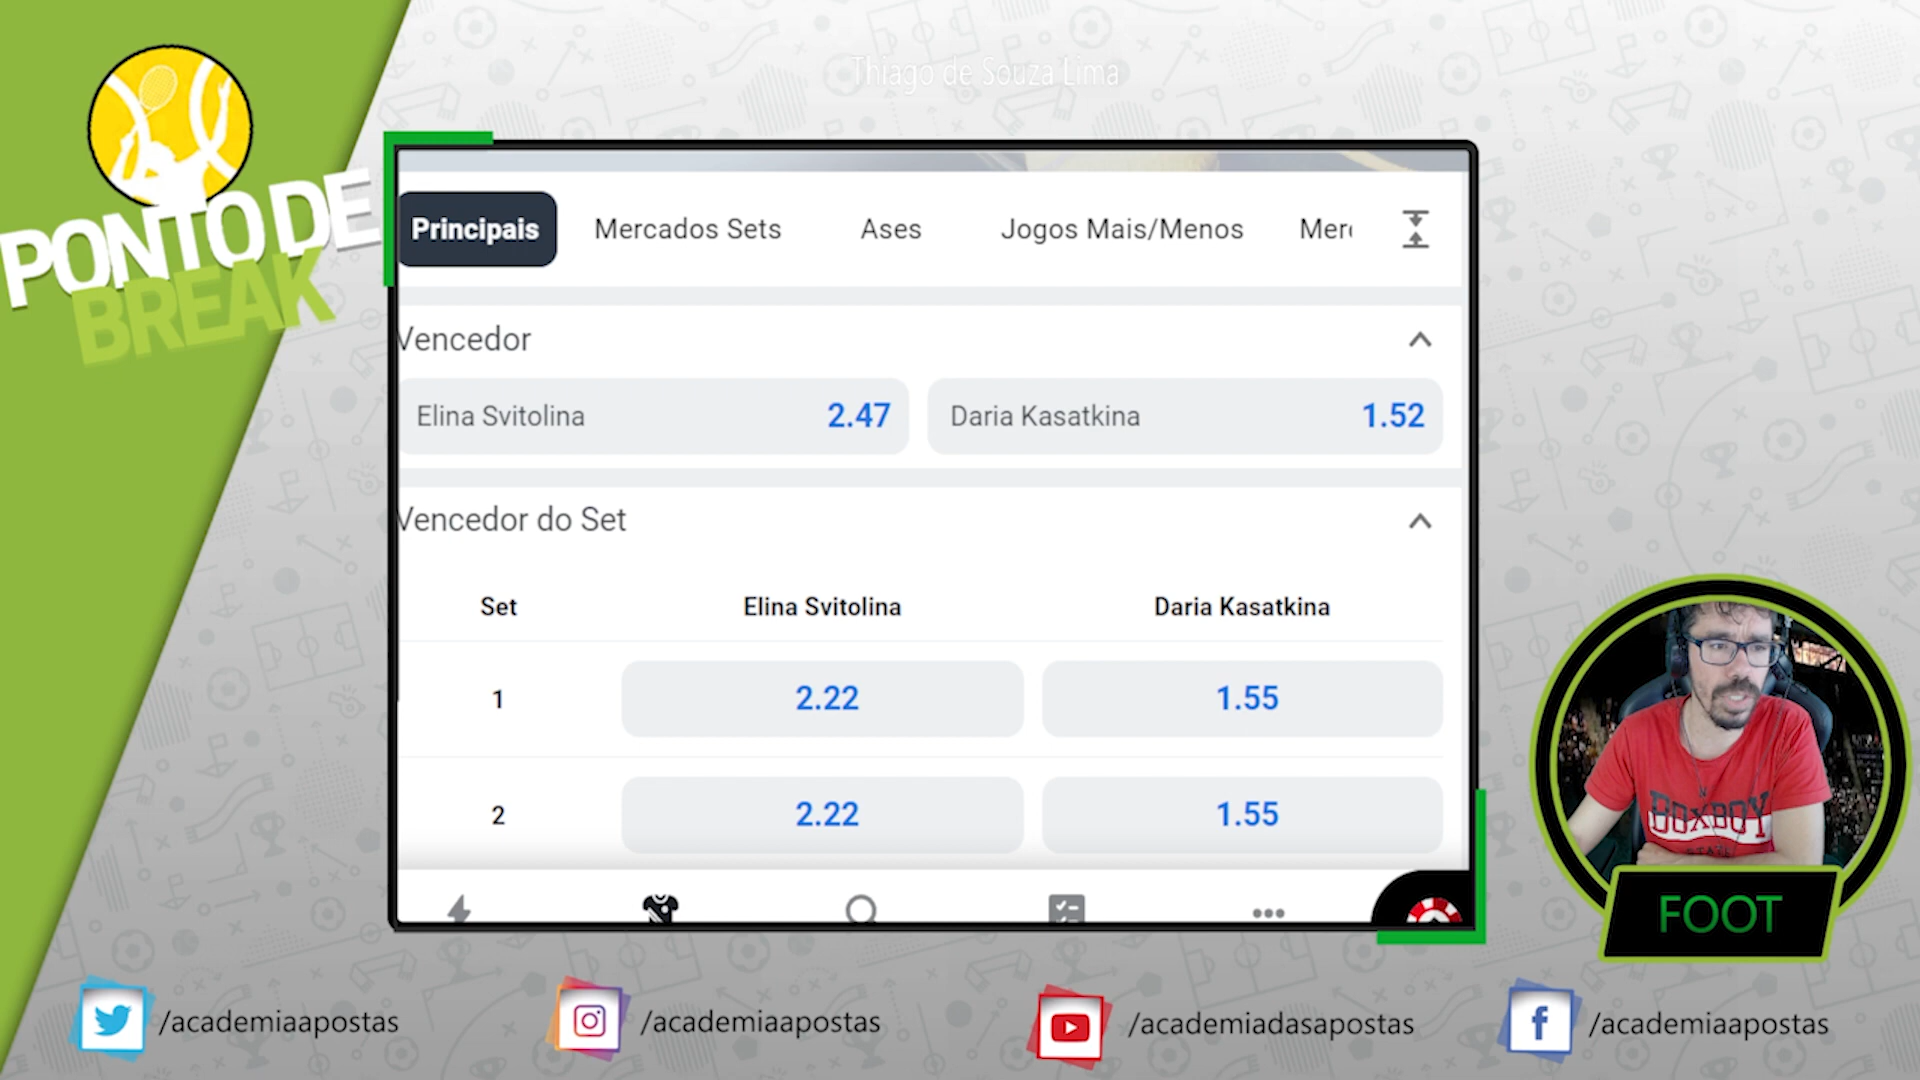 Thiago de Souza Lima
PONTO DE
BREAK
Principais Mercados Sets Ases Jogos Mais/Menos Merc
Vencedor
Elina Svitolina 2.47 Daria Kasatkina 1.52
Vencedor do Set
Set Elina Svitolina Daria Kasatkina
1 2.22 1.55
2 2.22 1.55
BOXBOY
STATE
FOOT
/academiaapostas /academiaapostas /academiadasapostas /academiaapostas